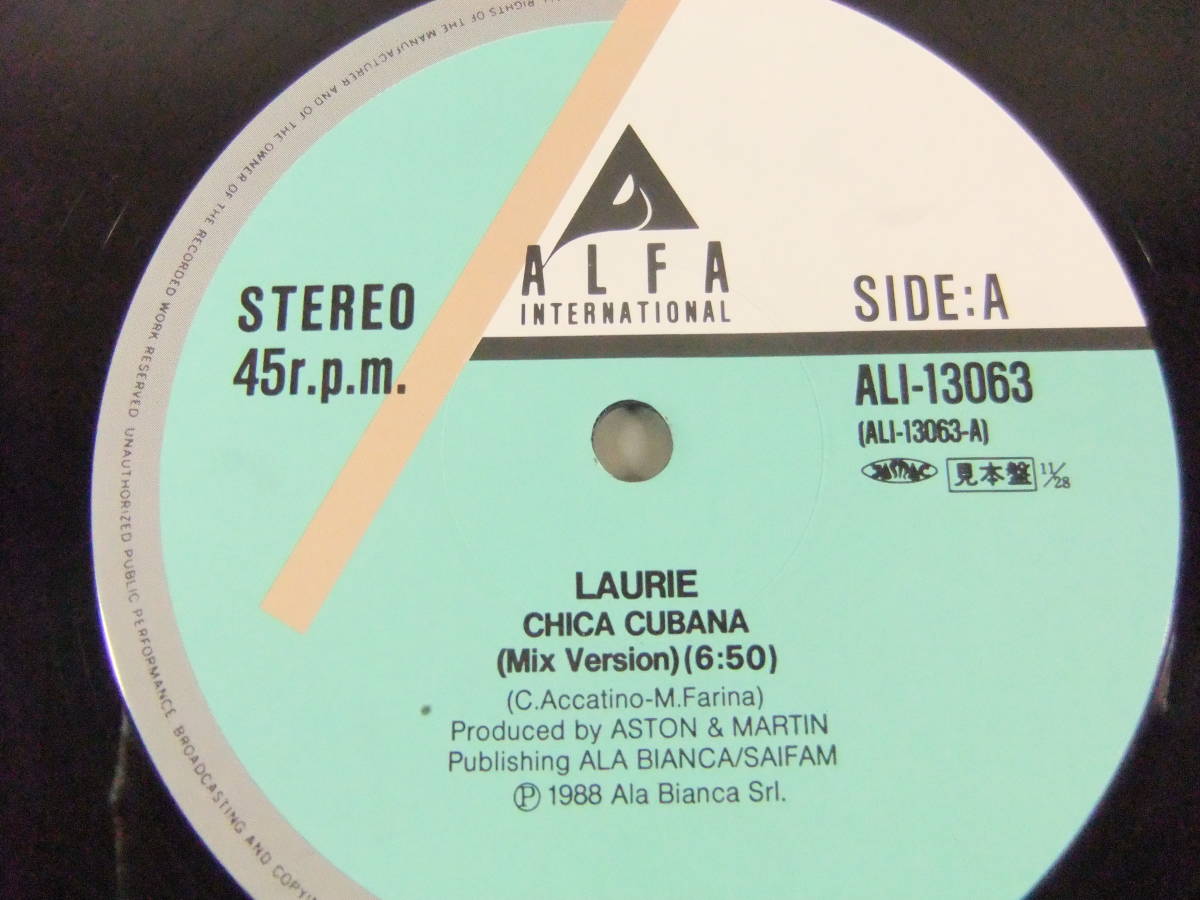 ALL RIGHTS OF THE MANUFACTURER AND OF THE OWNER OF THE RECORDED WORK RESERVED UNAUTHORIZED PUBLIC PERFORMANCE BROADCASTING AND COPYING
ALFA
INTERNATIONAL
STEREO
45r.p.m.
SIDE:A
ALI-13063
(ALI-13063-A)
JASRAC 見本盤 11/28
LAURIE
CHICA CUBANA
(Mix Version)(6:50)
(C.Accatino-M.Farina)
Produced by ASTON & MARTIN
Publishing ALA BIANCA/SAIFAM
Ⓟ 1988 Ala Bianca Srl.